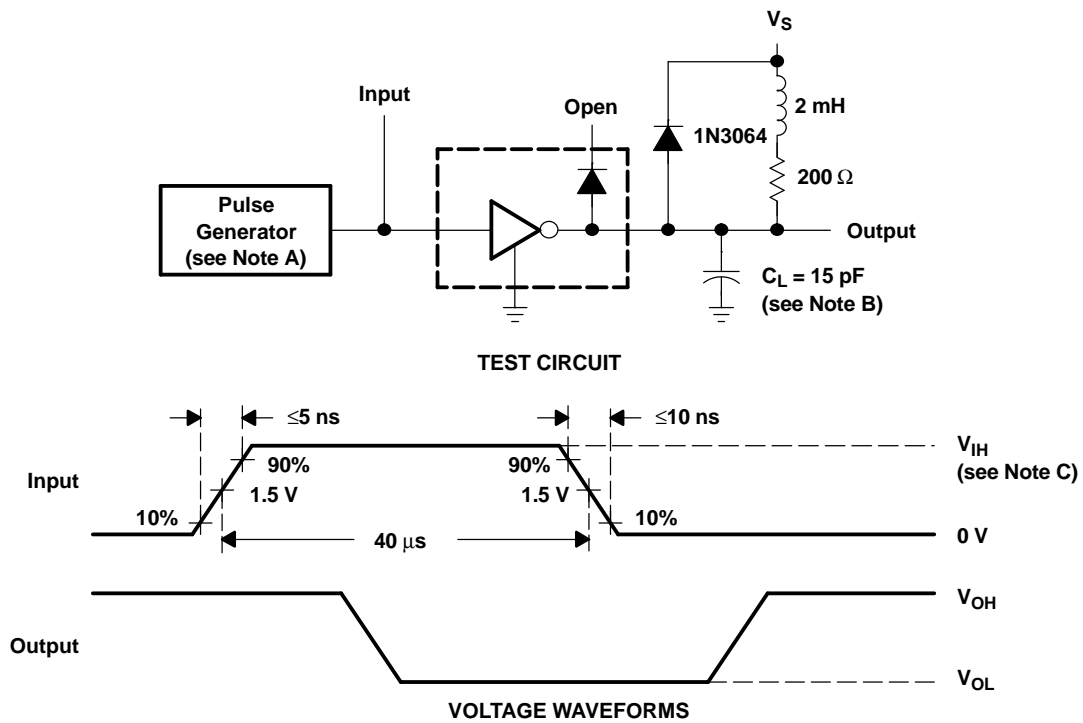 V_S
Input
Open
1N3064
2 mH
200 Ω
Pulse
Generator
(see Note A)
Output
C_L = 15 pF
(see Note B)
TEST CIRCUIT
≤5 ns
≤10 ns
Input
90%
90%
1.5 V
1.5 V
10%
10%
40 μs
V_IH
(see Note C)
0 V
Output
V_OH
V_OL
VOLTAGE WAVEFORMS